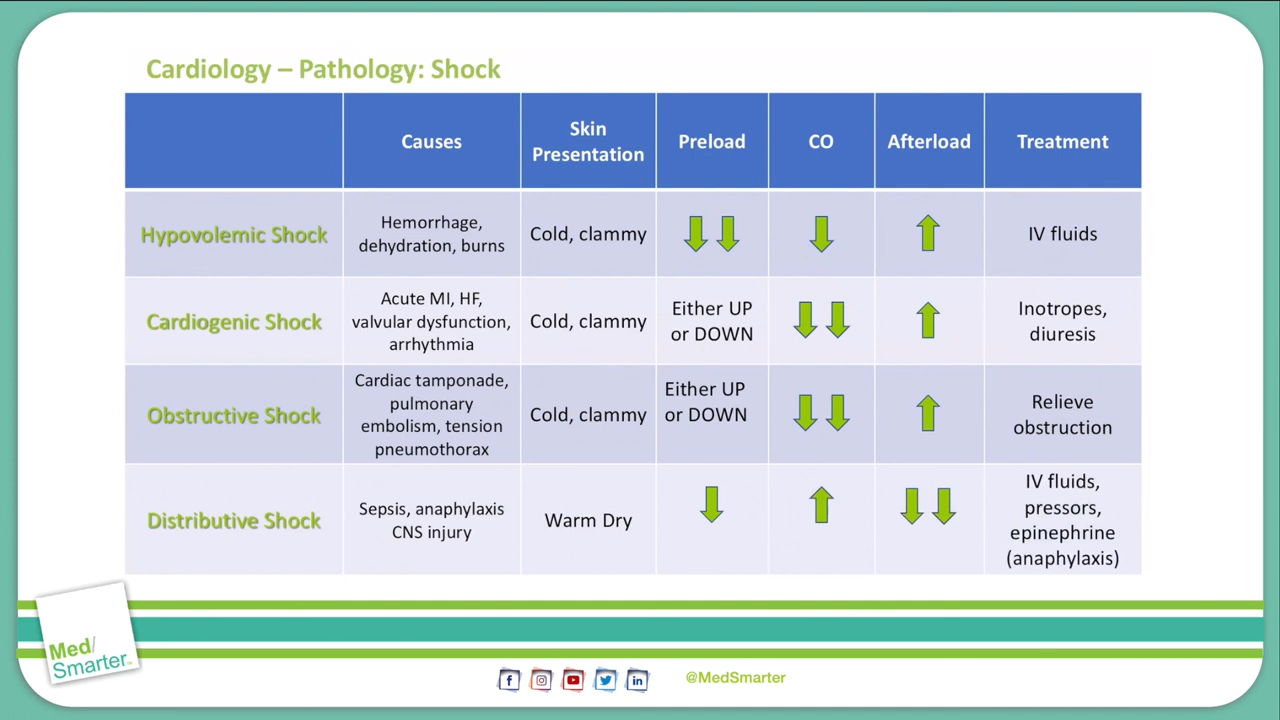 Cardiology – Pathology: Shock
Causes
Skin
Presentation
Preload
CO
Afterload
Treatment
Hypovolemic Shock
Hemorrhage,
dehydration, burns
Cold, clammy
IV fluids
Cardiogenic Shock
Acute MI, HF,
valvular dysfunction,
arrhythmia
Cold, clammy
Either UP
or DOWN
Inotropes,
diuresis
Obstructive Shock
Cardiac tamponade,
pulmonary
embolism, tension
pneumothorax
Cold, clammy
Either UP
or DOWN
Relieve
obstruction
Distributive Shock
Sepsis, anaphylaxis
CNS injury
Warm Dry
IV fluids,
pressors,
epinephrine
(anaphylaxis)
Med/
Smarter™
@MedSmarter